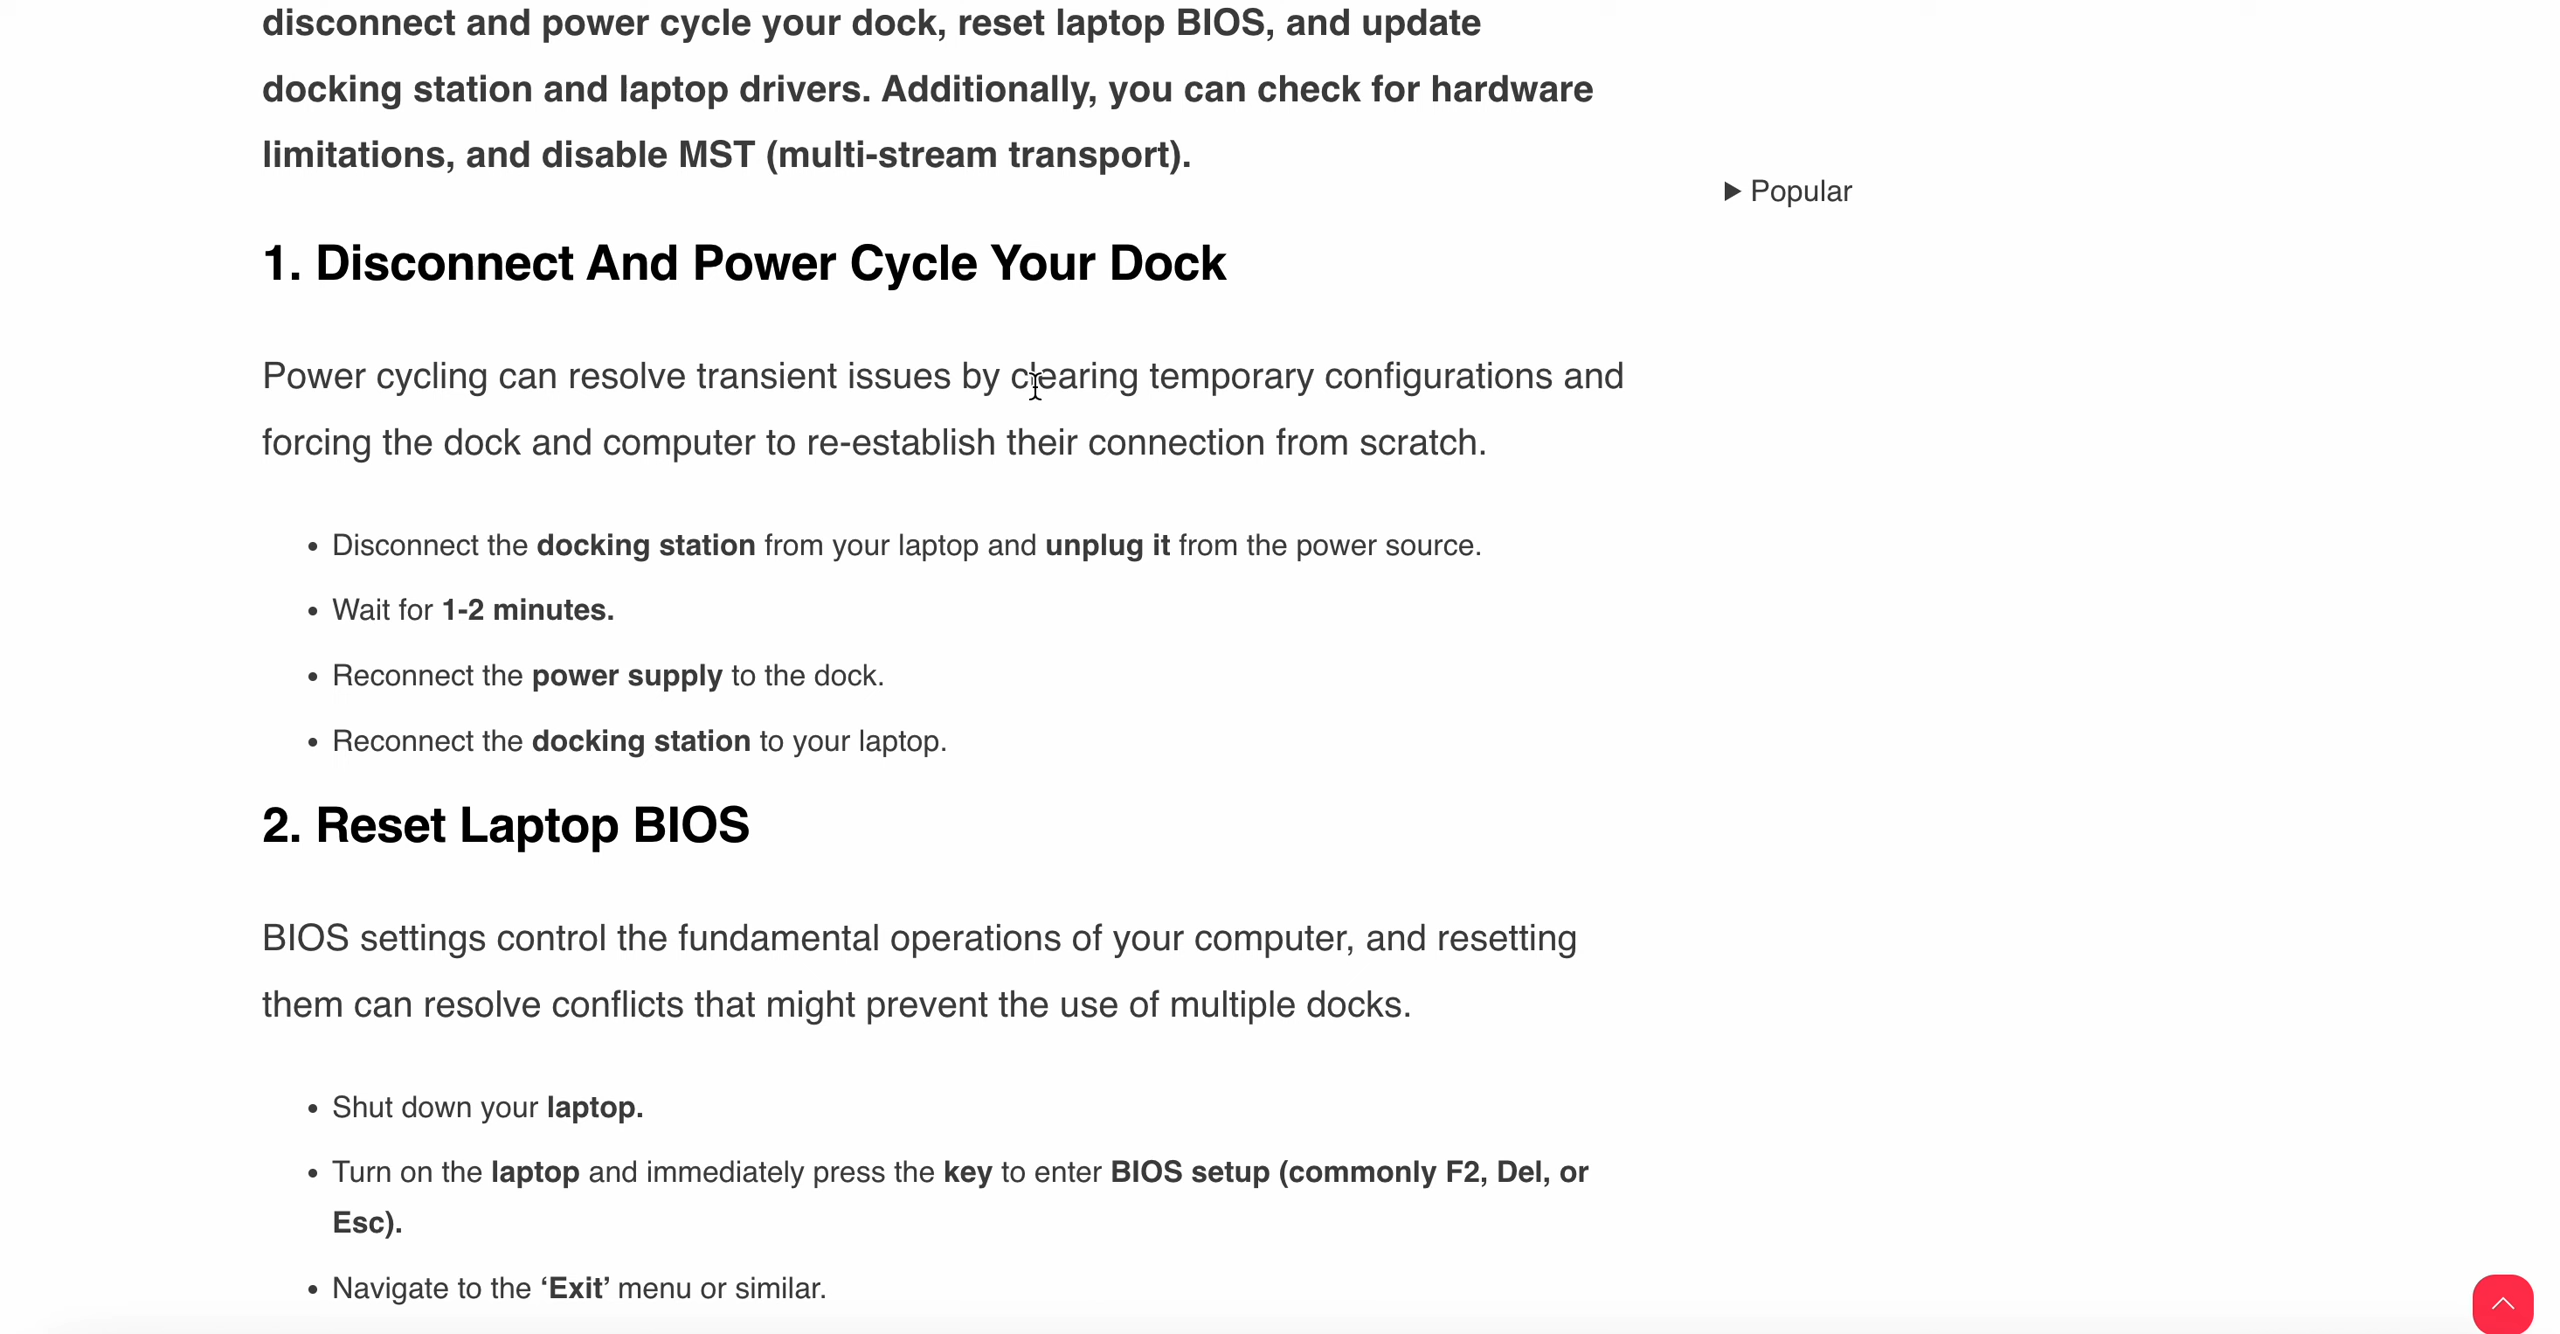 disconnect and power cycle your dock, reset laptop BIOS, and update
docking station and laptop drivers. Additionally, you can check for hardware
limitations, and disable MST (multi-stream transport).
▶ Popular
1. Disconnect And Power Cycle Your Dock
Power cycling can resolve transient issues by clearing temporary configurations and
forcing the dock and computer to re-establish their connection from scratch.
• Disconnect the docking station from your laptop and unplug it from the power source.
• Wait for 1-2 minutes.
• Reconnect the power supply to the dock.
• Reconnect the docking station to your laptop.
2. Reset Laptop BIOS
BIOS settings control the fundamental operations of your computer, and resetting
them can resolve conflicts that might prevent the use of multiple docks.
• Shut down your laptop.
• Turn on the laptop and immediately press the key to enter BIOS setup (commonly F2, Del, or
Esc).
• Navigate to the ‘Exit’ menu or similar.